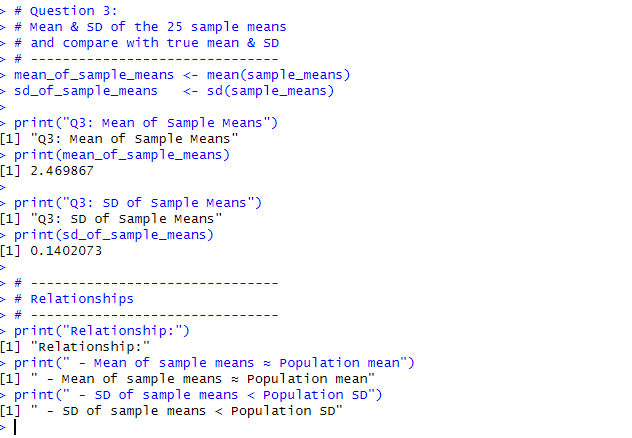 > # Question 3:
> # Mean & SD of the 25 sample means
> # and compare with true mean & SD
> # -------------------------------
> mean_of_sample_means <- mean(sample_means)
> sd_of_sample_means   <- sd(sample_means)
>
> print("Q3: Mean of Sample Means")
[1] "Q3: Mean of Sample Means"
> print(mean_of_sample_means)
[1] 2.469867
>
> print("Q3: SD of Sample Means")
[1] "Q3: SD of Sample Means"
> print(sd_of_sample_means)
[1] 0.1402073
>
> # -------------------------------
> # Relationships
> # -------------------------------
> print("Relationship:")
[1] "Relationship:"
> print(" - Mean of sample means ≈ Population mean")
[1] " - Mean of sample means ≈ Population mean"
> print(" - SD of sample means < Population SD")
[1] " - SD of sample means < Population SD"
>